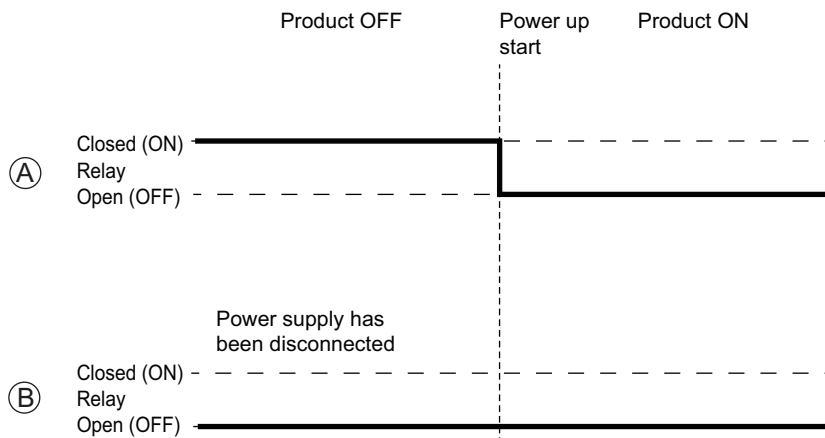 Product OFF
Power up
start
Product ON
A
Closed (ON)
Relay
Open (OFF)
Power supply has
been disconnected
B
Closed (ON)
Relay
Open (OFF)